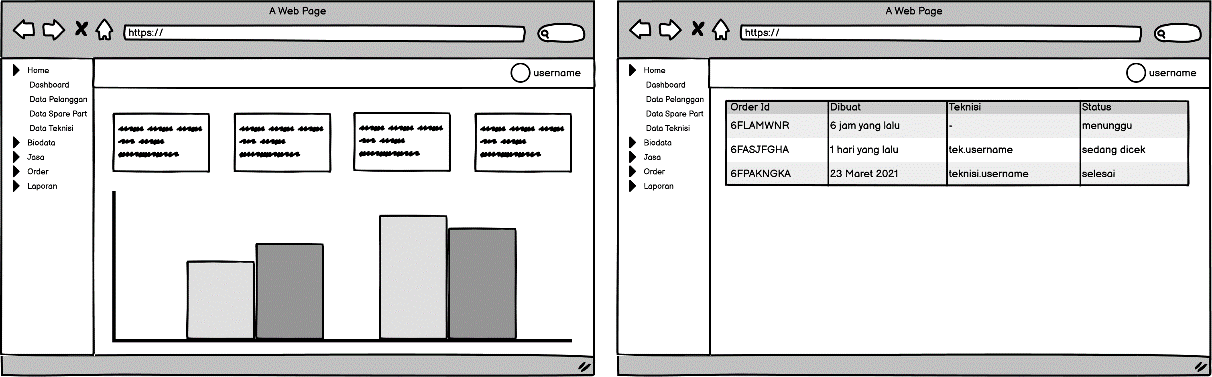 A Web Page
https://
username
Home
Dashboard
Data Pelanggan
Data Spare Part
Data Teknisi
Biodata
Jasa
Order
Laporan
A Web Page
https://
username
Home
Dashboard
Data Pelanggan
Data Spare Part
Data Teknisi
Biodata
Jasa
Order
Laporan
Order Id Dibuat Teknisi Status
6FLAMWNR 6 jam yang lalu - menunggu
6FASJFGHA 1 hari yang lalu tek.username sedang dicek
6FPAKNGKA 23 Maret 2021 teknisi.username selesai